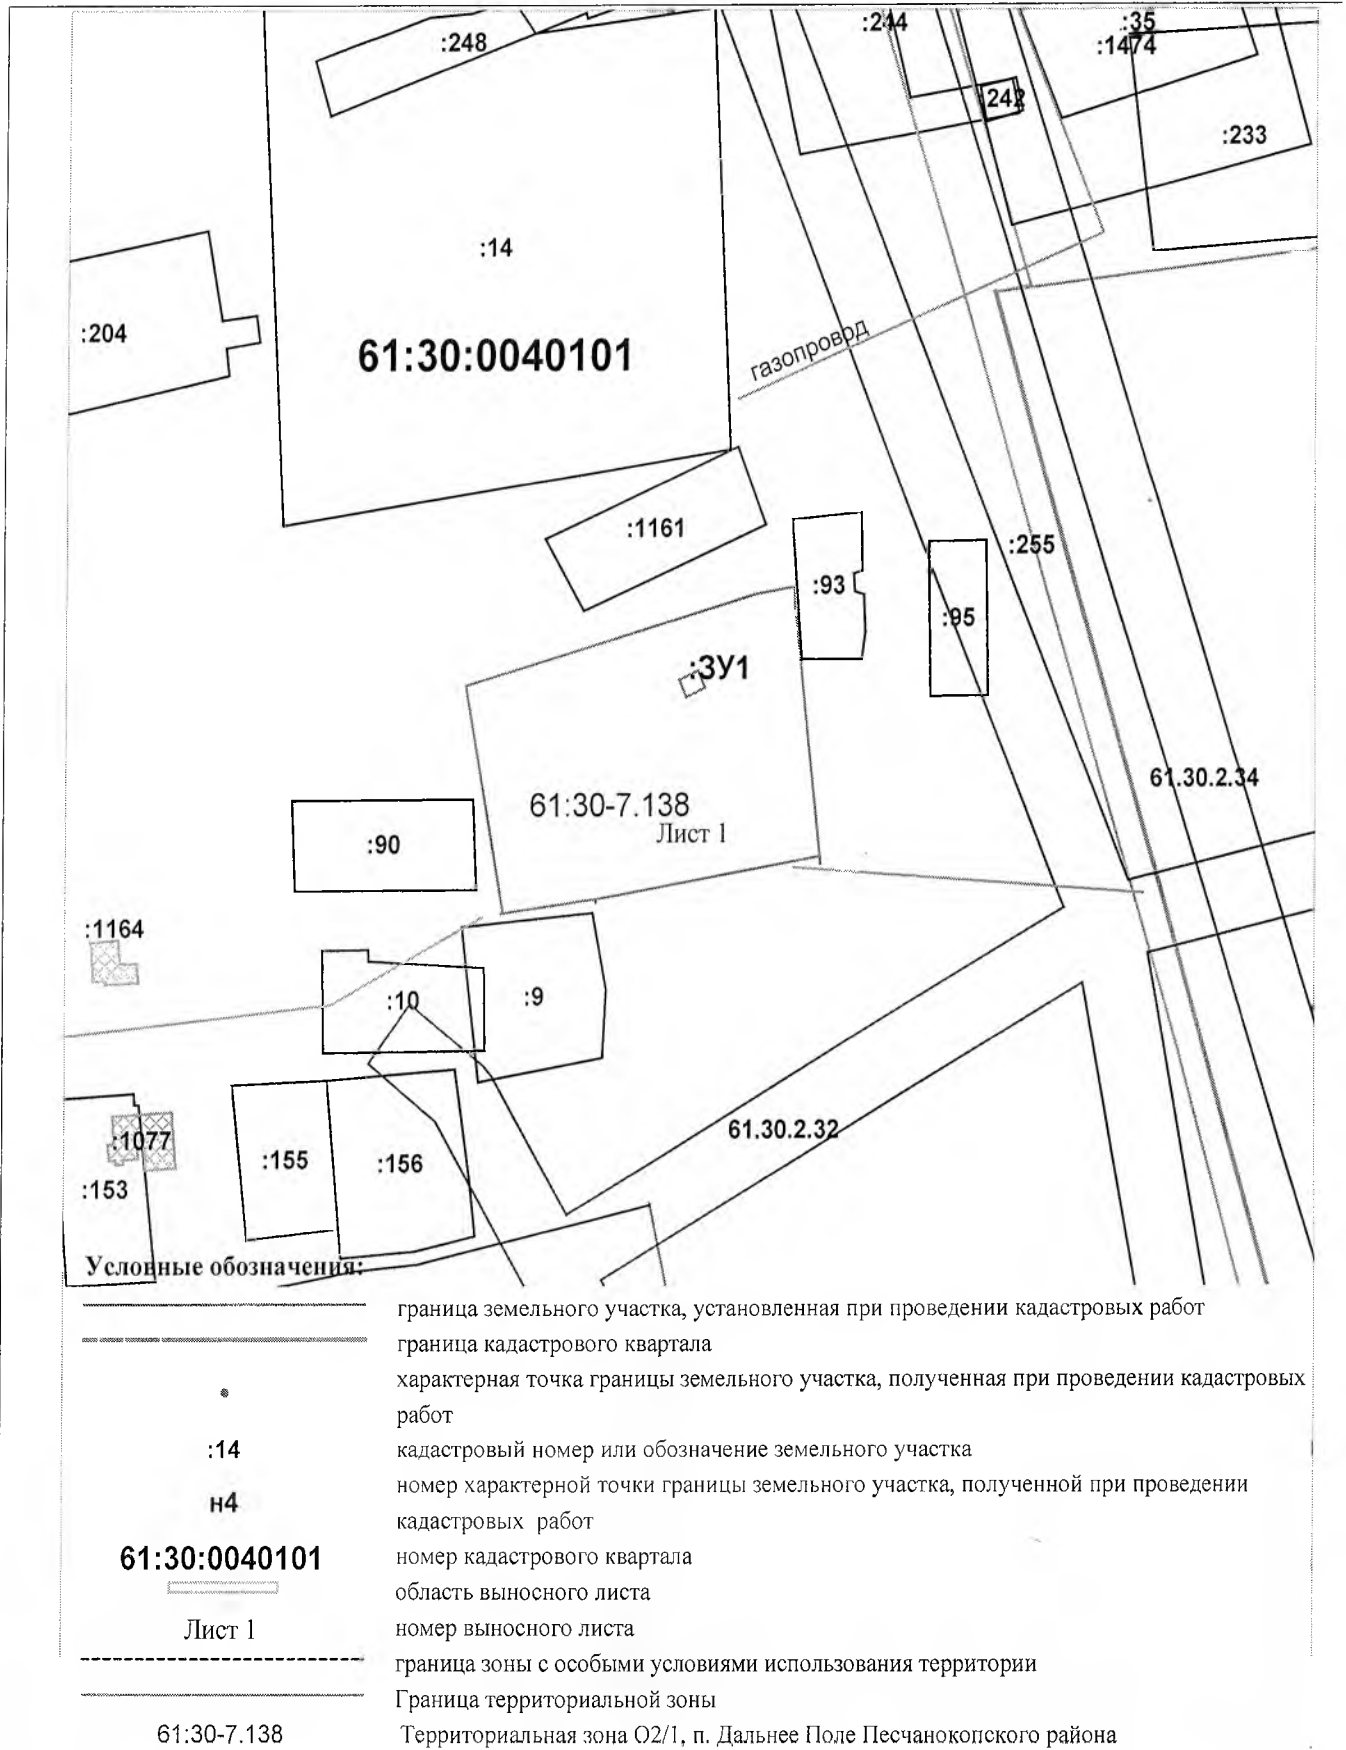 :248
:244
:35
:1474
242
:233
:14
:204
61:30:0040101
газопровод
:1161
:255
:93
:95
:ЗУ1
61.30.2.34
61:30-7.138
Лист 1
:90
:1164
:10
:9
61.30.2.32
:1077
:155
:156
:153
Условные обозначения:
граница земельного участка, установленная при проведении кадастровых работ
граница кадастрового квартала
характерная точка границы земельного участка, полученная при проведении кадастровых
работ
:14 кадастровый номер или обозначение земельного участка
н4 номер характерной точки границы земельного участка, полученной при проведении
кадастровых работ
61:30:0040101 номер кадастрового квартала
область выносного листа
Лист 1 номер выносного листа
граница зоны с особыми условиями использования территории
Граница территориальной зоны
61:30-7.138 Территориальная зона О2/1, п. Дальнее Поле Песчанокопского района